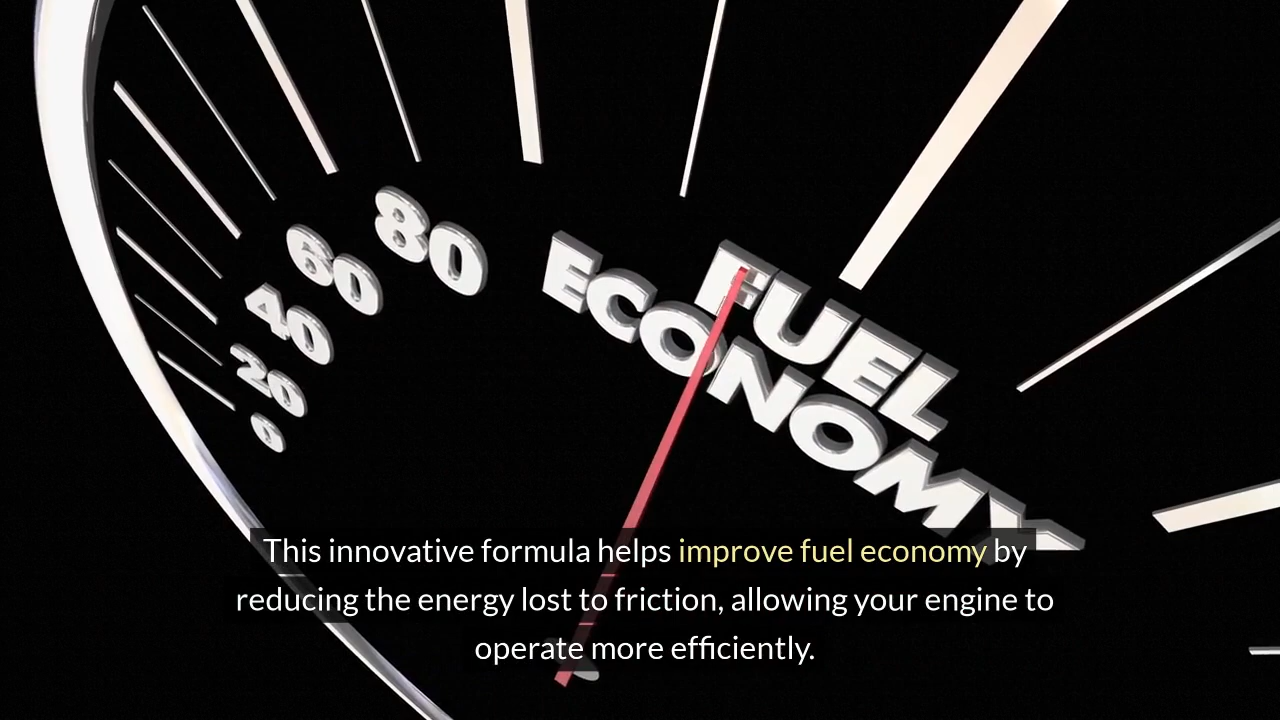 80
60
40
20
0
FUEL
ECONOMY
This innovative formula helps improve fuel economy by
reducing the energy lost to friction, allowing your engine to
operate more efficiently.